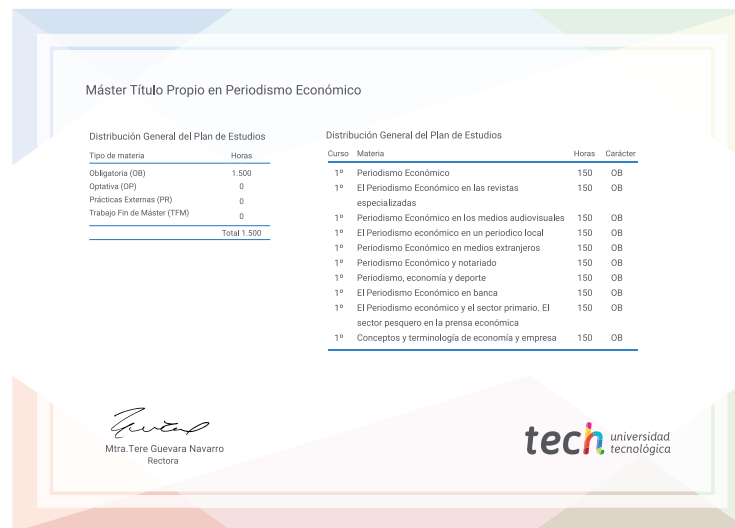 Máster Título Propio en Periodismo Económico
Distribución General del Plan de Estudios
Tipo de materia Horas
Obligatoria (OB) 1.500
Optativa (OP) 0
Prácticas Externas (PR) 0
Trabajo Fin de Máster (TFM) 0
Total 1.500
Distribución General del Plan de Estudios
Curso Materia Horas Carácter
1º Periodismo Económico 150 OB
1º El Periodismo Económico en las revistas 150 OB
especializadas
1º Periodismo Económico en los medios audiovisuales 150 OB
1º El Periodismo económico en un periodico local 150 OB
1º Periodismo Económico en medios extranjeros 150 OB
1º Periodismo Económico y notariado 150 OB
1º Periodismo, economía y deporte 150 OB
1º El Periodismo Económico en banca 150 OB
1º El Periodismo económico y el sector primario. El 150 OB
sector pesquero en la prensa económica
1º Conceptos y terminología de economía y empresa 150 OB
Mtra.Tere Guevara Navarro
Rectora
tech universidad
tecnológica